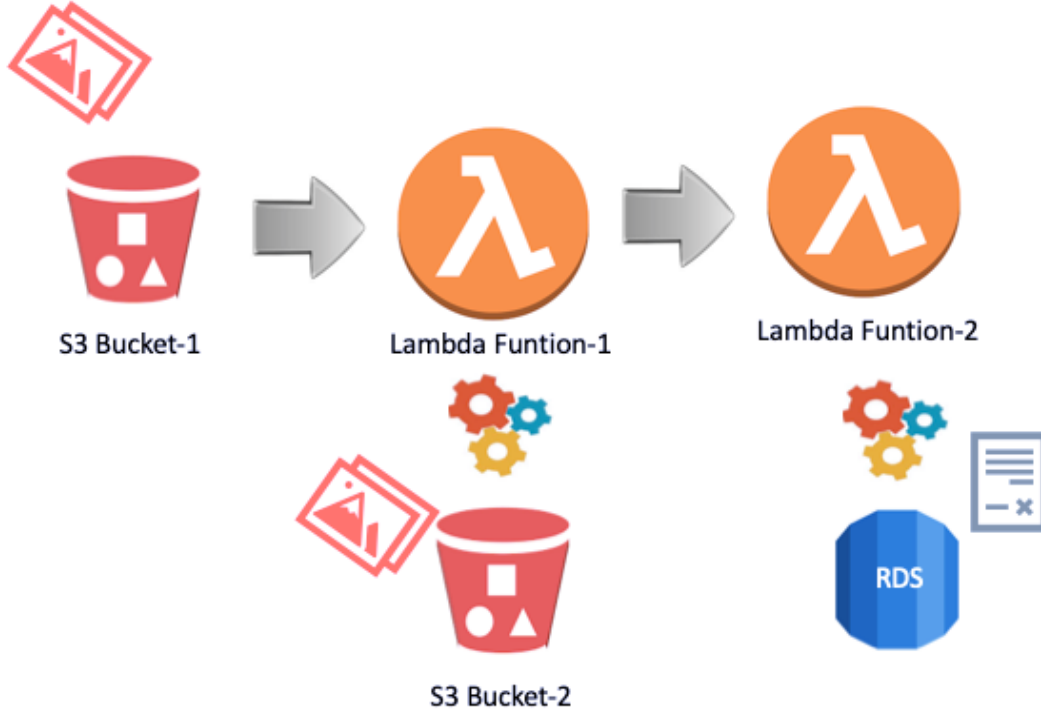 S3 Bucket-1
Lambda Funtion-1
Lambda Funtion-2
RDS
S3 Bucket-2